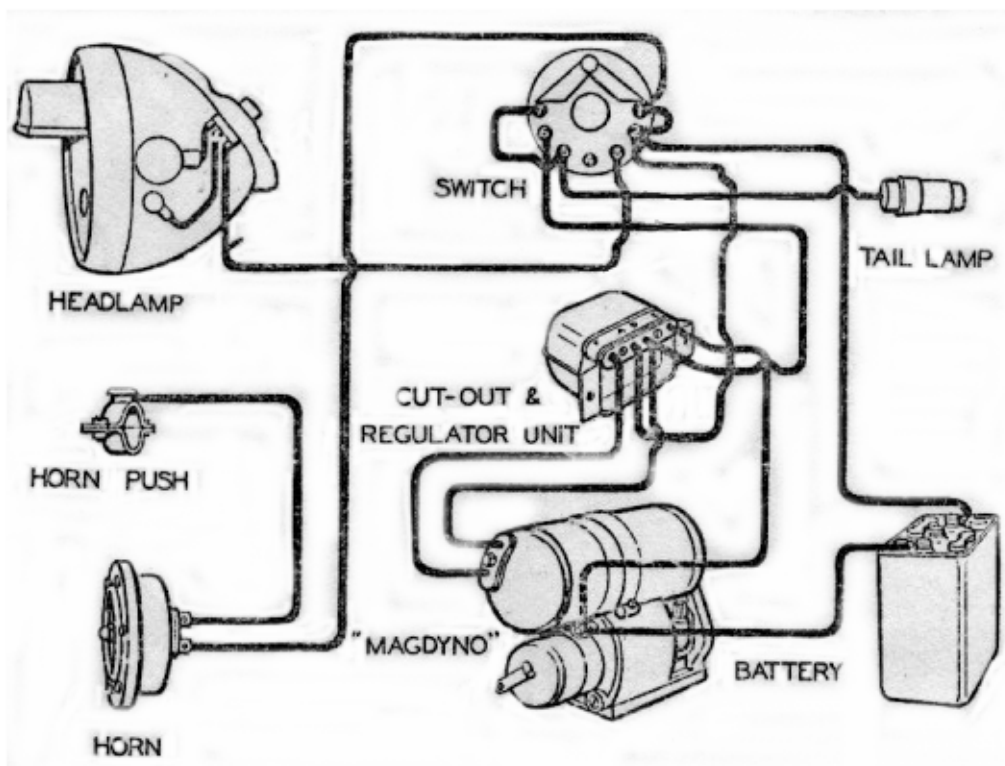 SWITCH
TAIL LAMP
HEADLAMP
CUT-OUT &
REGULATOR UNIT
HORN PUSH
"MAGDYNO"
BATTERY
HORN